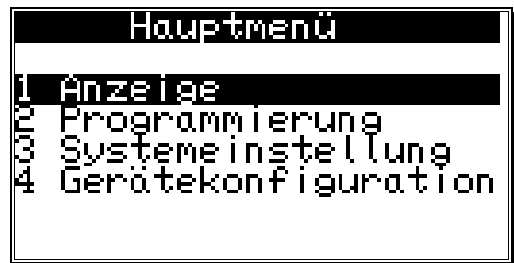 Hauptmenü
1 Anzeige
2 Programmierung
3 Systemeinstellung
4 Gerätekonfiguration